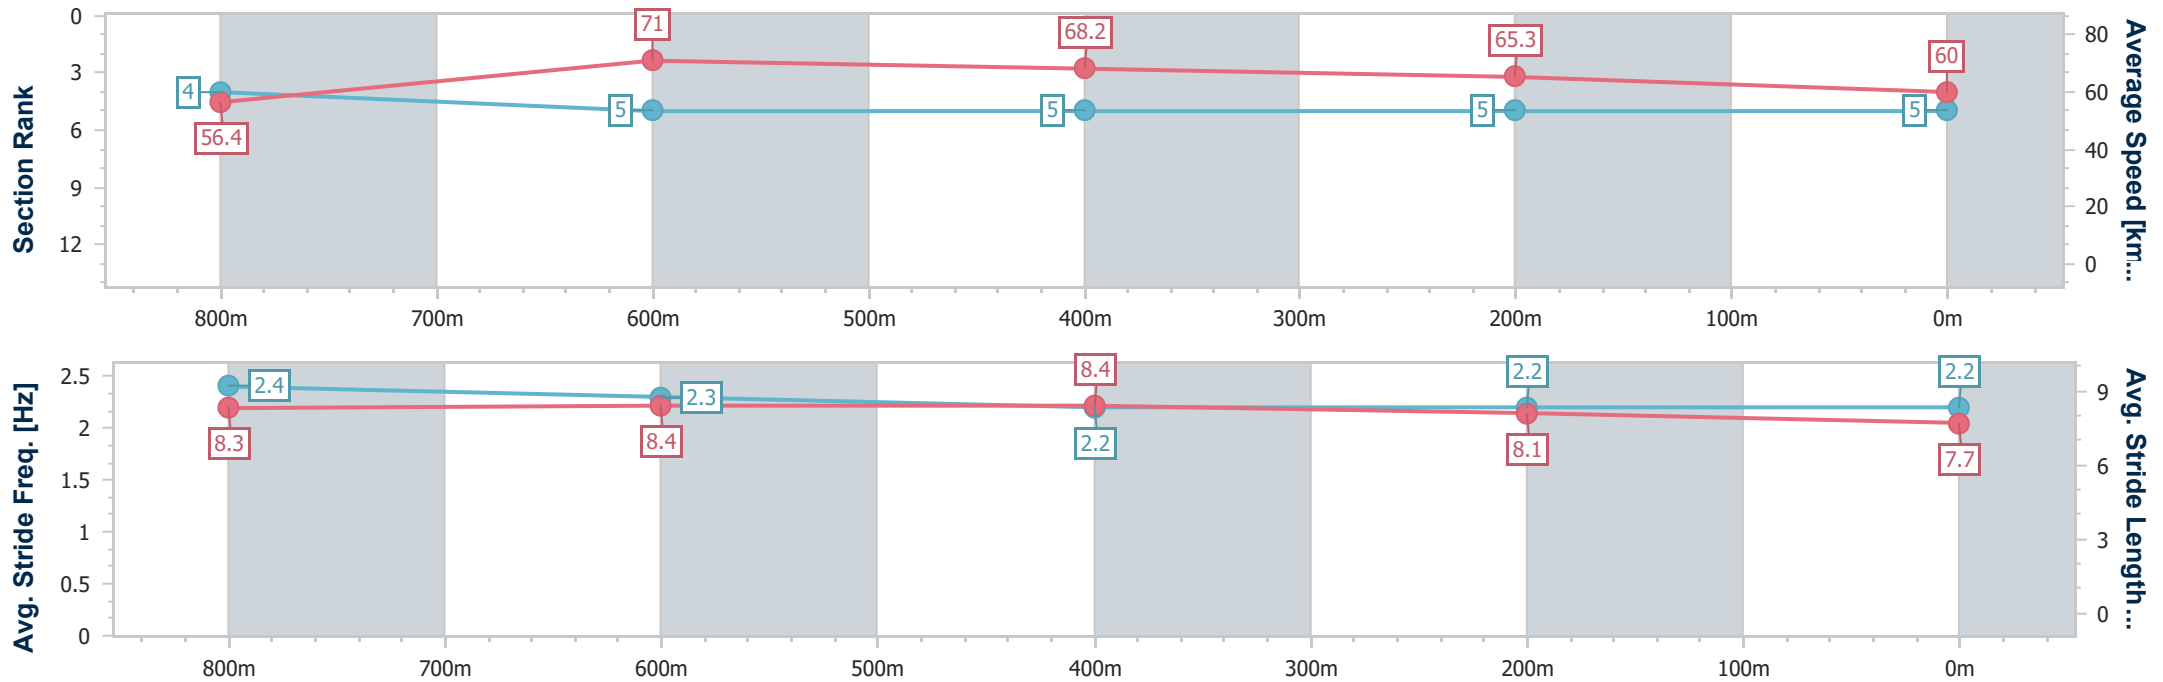 Section Rank
0
3
6
9
12
4
5
5
5
5
56.4
71
68.2
65.3
60
80
60
40
20
0
Average Speed [km...
800m
700m
600m
500m
400m
300m
200m
100m
0m
Avg. Stride Freq. [Hz]
2.5
2
1.5
1
0.5
0
2.4
2.3
2.2
2.2
2.2
8.3
8.4
8.4
8.1
7.7
9
6
3
0
Avg. Stride Length...
800m
700m
600m
500m
400m
300m
200m
100m
0m